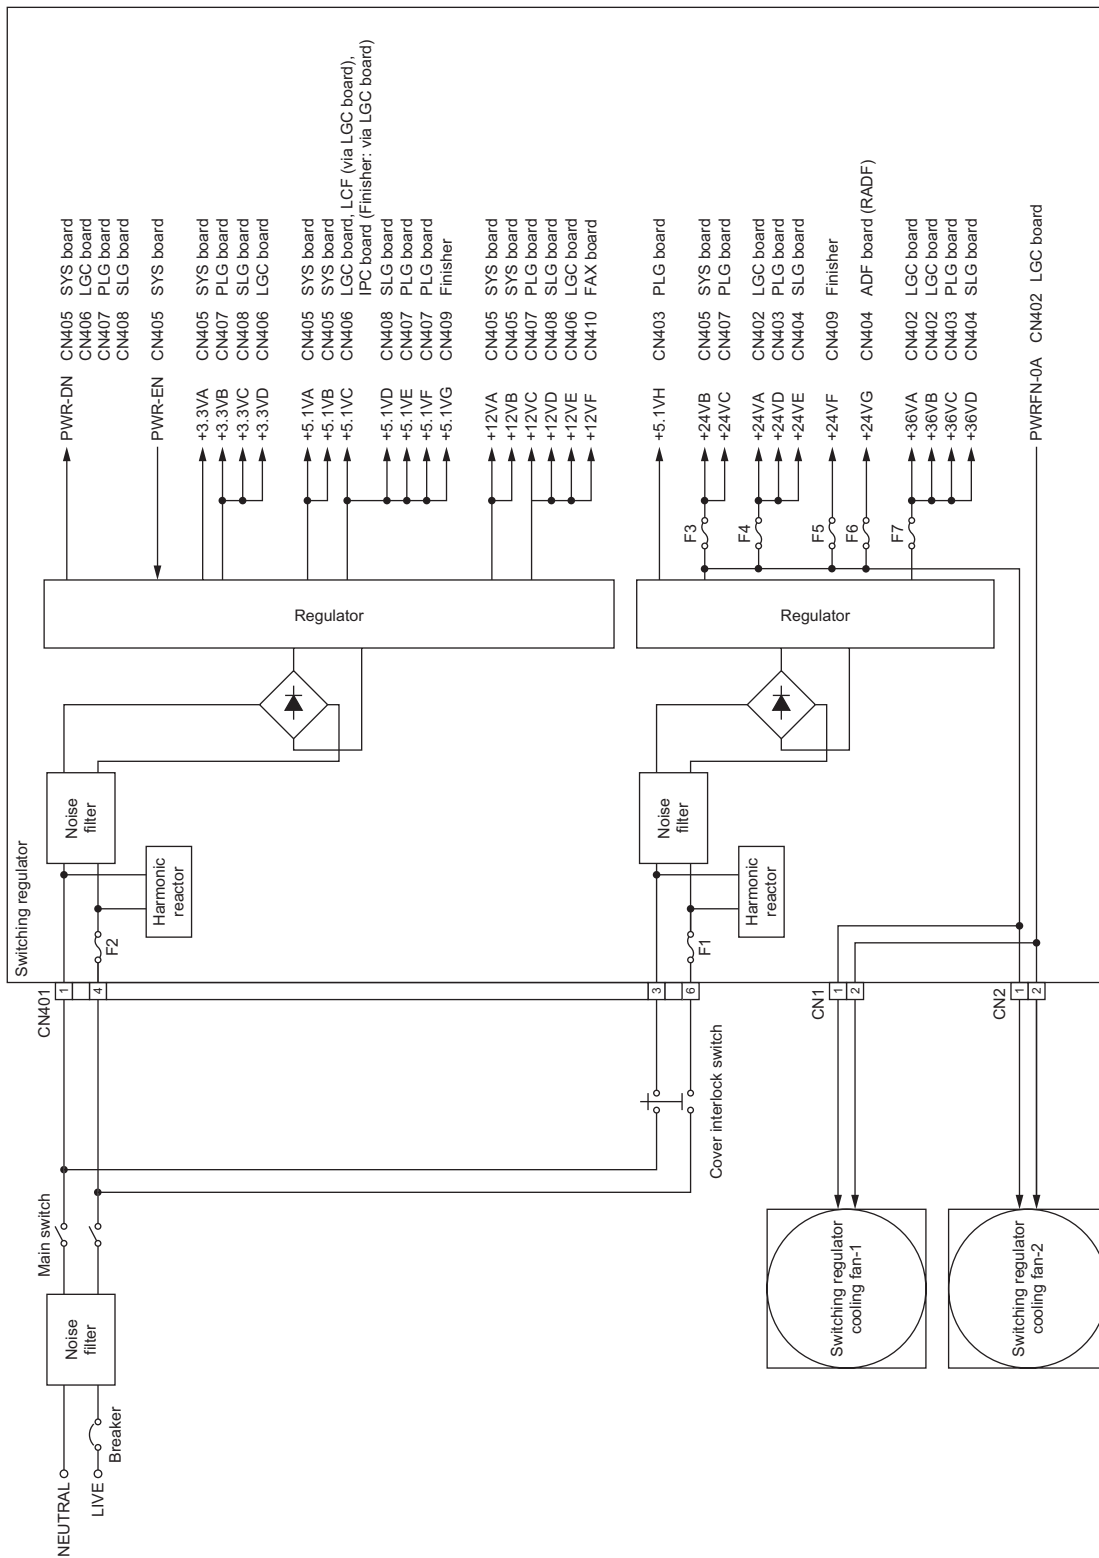 Switching regulator
PWR-DN CN405 SYS board
CN406 LGC board
CN407 PLG board
CN408 SLG board
PWR-EN CN405 SYS board
+3.3VA CN405 SYS board
+3.3VB CN407 PLG board
+3.3VC CN408 SLG board
+3.3VD CN406 LGC board
+5.1VA CN405 SYS board
+5.1VB CN405 SYS board
+5.1VC CN406 LGC board, LCF (via LGC board),
IPC board (Finisher: via LGC board)
+5.1VD CN408 SLG board
+5.1VE CN407 PLG board
+5.1VF CN407 PLG board
+5.1VG CN409 Finisher
+12VA CN405 SYS board
+12VB CN405 SYS board
+12VC CN407 PLG board
+12VD CN408 SLG board
+12VE CN406 LGC board
+12VF CN410 FAX board
+5.1VH CN403 PLG board
F3
+24VB CN405 SYS board
+24VC CN407 PLG board
F4
+24VA CN402 LGC board
+24VD CN403 PLG board
+24VE CN404 SLG board
F5
+24VF CN409 Finisher
F6
+24VG CN404 ADF board (RADF)
F7
+36VA CN402 LGC board
+36VB CN402 LGC board
+36VC CN403 PLG board
+36VD CN404 SLG board
PWRFN-0A CN402 LGC board
Regulator
Regulator
Noise
filter
Noise
filter
Harmonic
reactor
Harmonic
reactor
F2
F1
CN401
1
4
3
6
CN1
1
2
CN2
1
2
Cover interlock switch
Main switch
Noise
filter
Switching regulator
cooling fan-1
Switching regulator
cooling fan-2
Breaker
NEUTRAL
LIVE